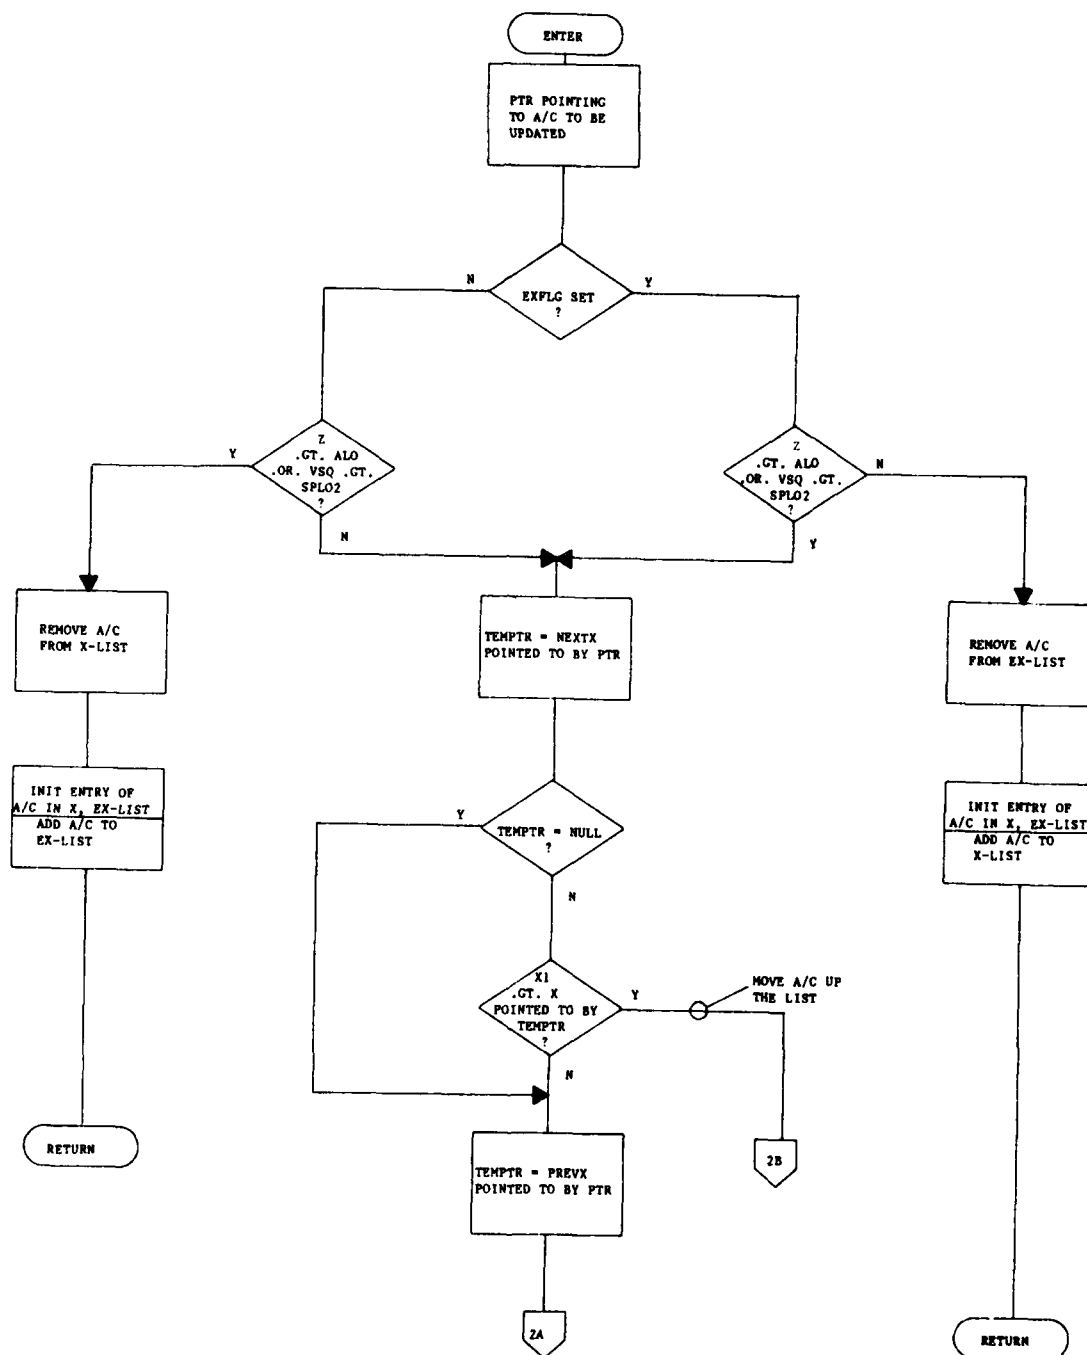 ENTER
PTR POINTING
TO A/C TO BE
UPDATED
N
Y
EXFLG SET
?
Y
Z
.GT. ALO
.OR. VSQ .GT.
SPLO2
?
N
Z
.GT. ALO
.OR. VSQ .GT.
SPLO2
?
N
Y
REMOVE A/C
FROM X-LIST
TEMPTR = NEXTX
POINTED TO BY PTR
REMOVE A/C
FROM EX-LIST
INIT ENTRY OF
A/C IN X, EX-LIST
ADD A/C TO
EX-LIST
Y
TEMPTR = NULL
?
N
INIT ENTRY OF
A/C IN X, EX-LIST
ADD A/C TO
X-LIST
X1
.GT. X
POINTED TO BY
TEMPTR
?
Y
MOVE A/C UP
THE LIST
N
RETURN
TEMPTR = PREVX
POINTED TO BY PTR
2B
2A
RETURN